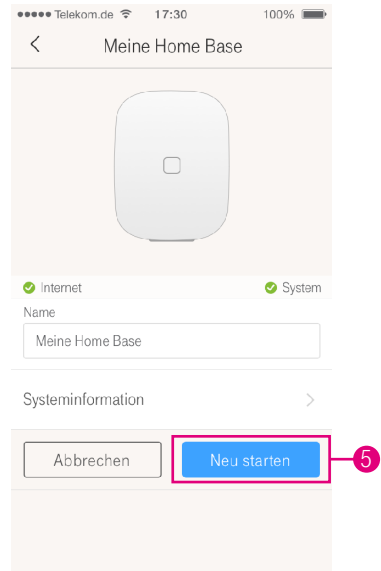 Telekom.de 17:30 100%
Meine Home Base
Internet System
Name
Meine Home Base
Systeminformation
Abbrechen Neu starten 5